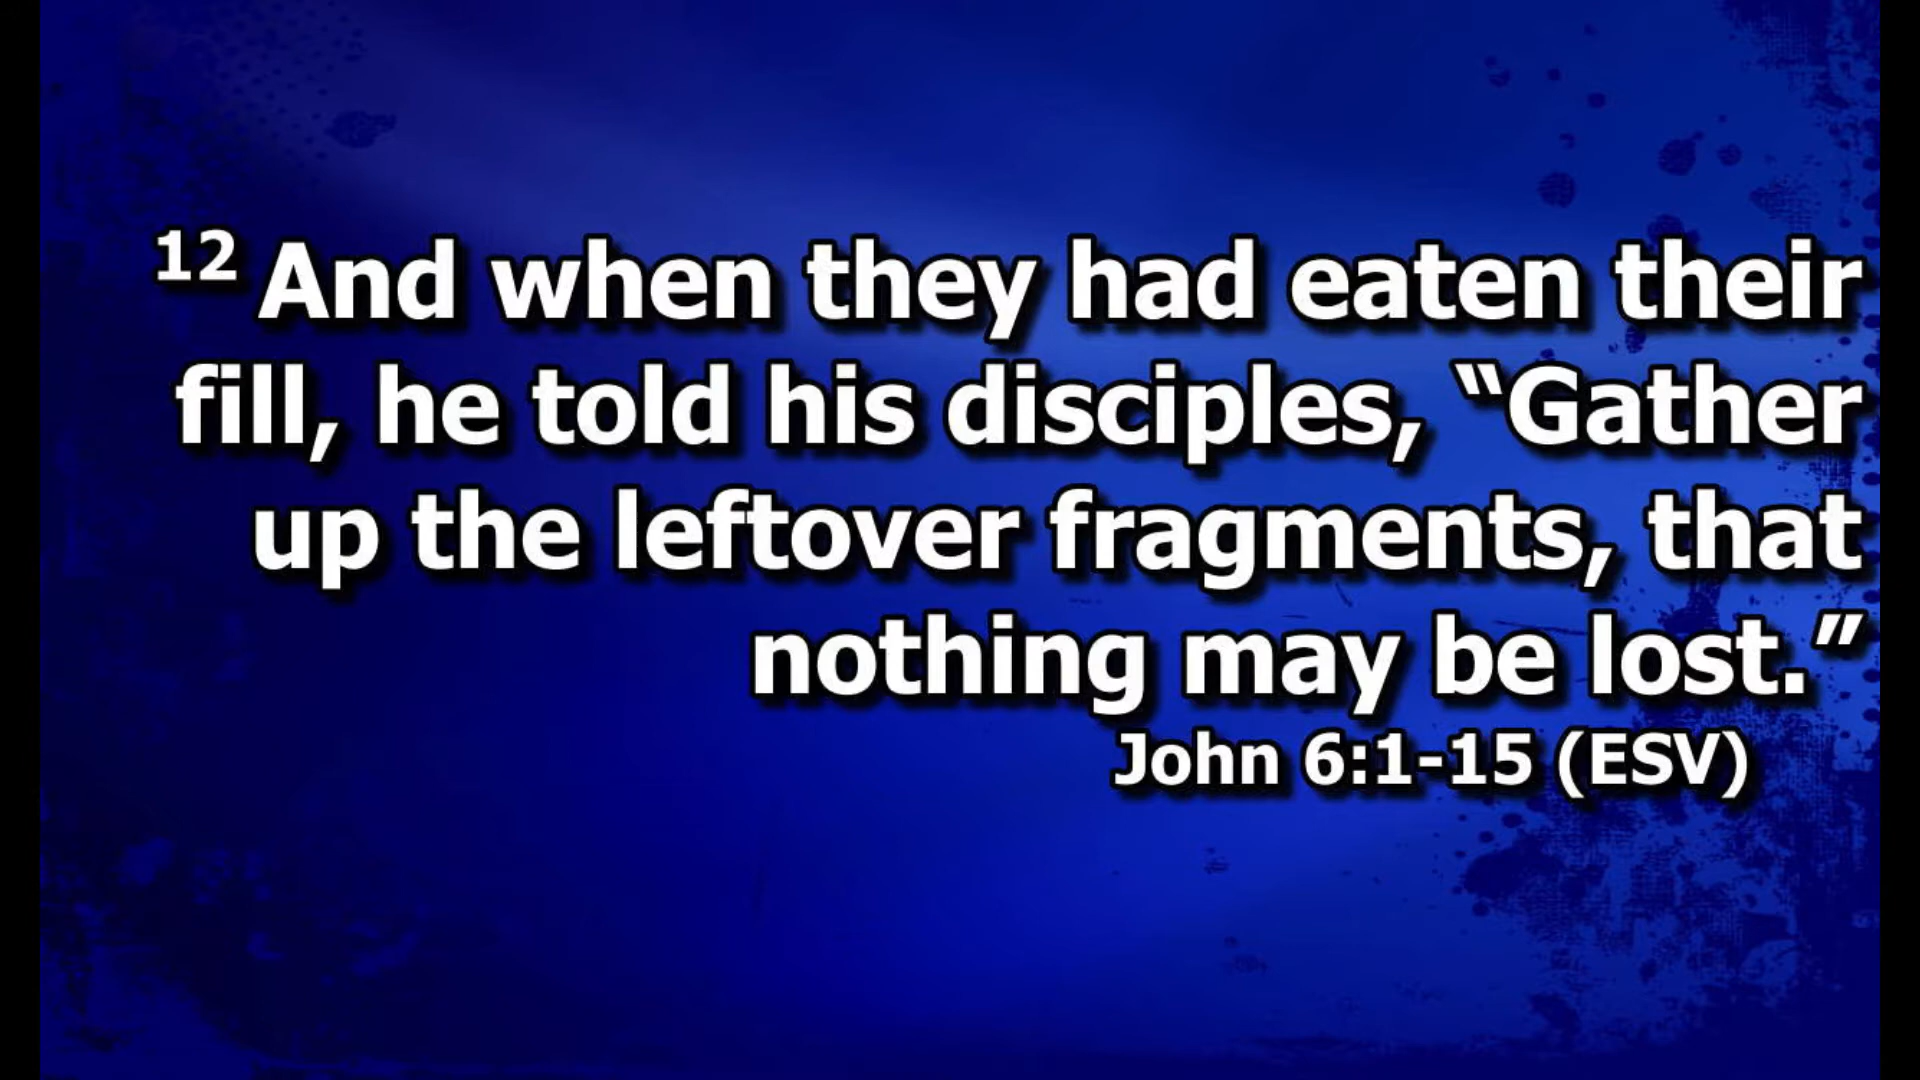 12 And when they had eaten their
fill, he told his disciples, “Gather
up the leftover fragments, that
nothing may be lost.”
John 6:1-15 (ESV)